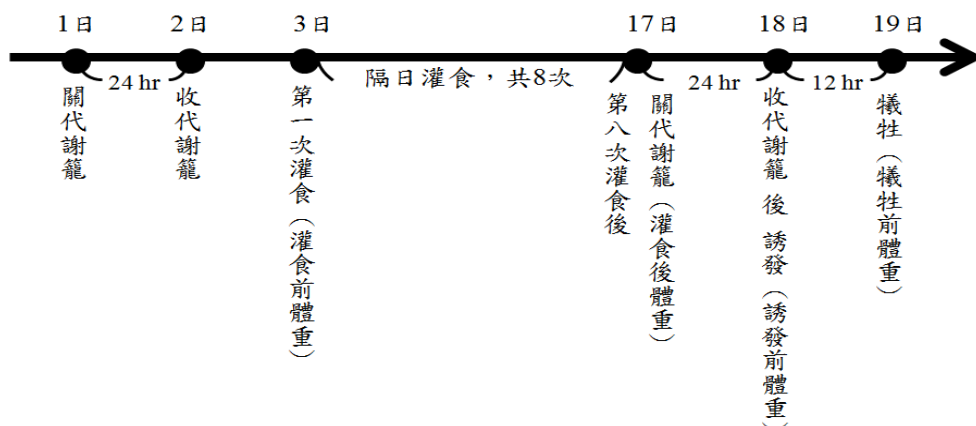 1日
2日
3日
17日
18日
19日
24 hr
隔日灌食，共8次
24 hr
12 hr
關代謝籠
收代謝籠
第一次灌食（灌食前體重）
第八次灌食後
關代謝籠（灌食後體重）
收代謝籠後誘發（誘發前體重）
犧牲（犧牲前體重）